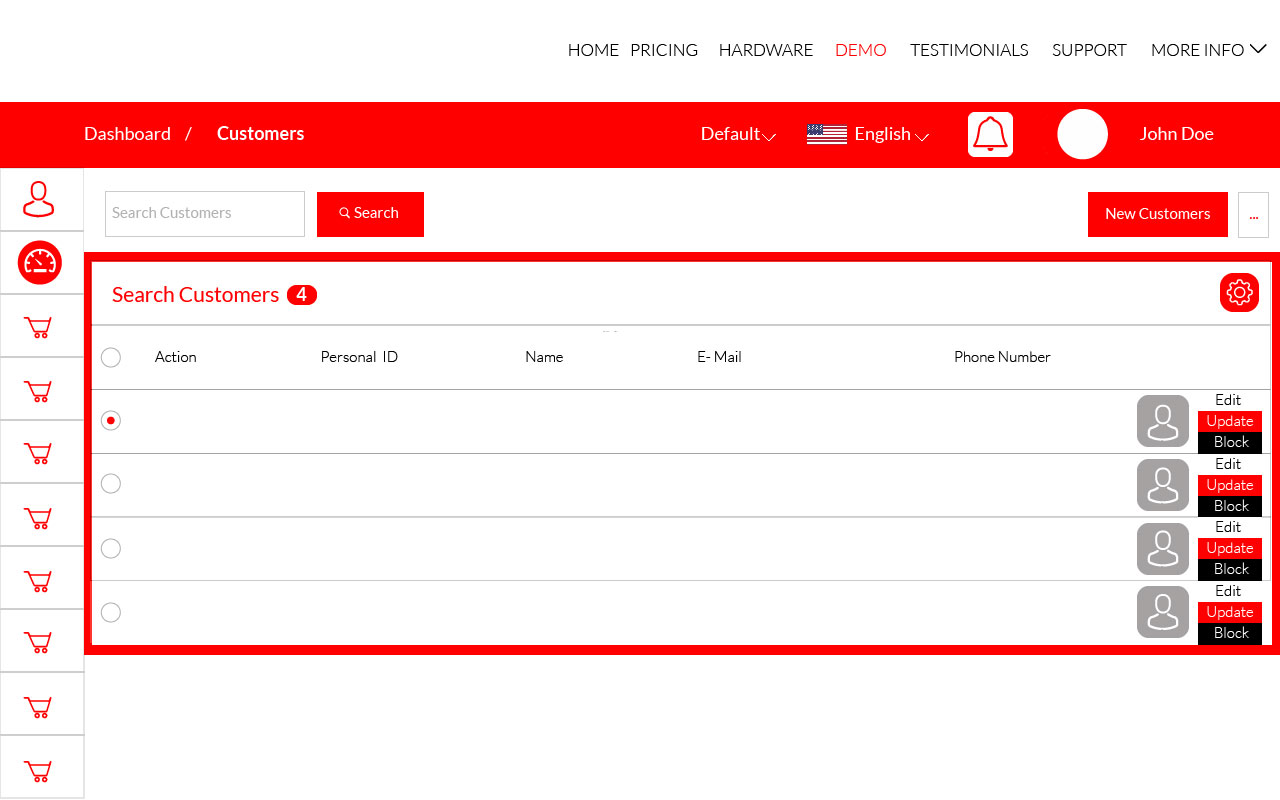 HOME PRICING HARDWARE DEMO TESTIMONIALS SUPPORT MORE INFO
Dashboard / Customers Default English John Doe
Search Customers Search New Customers ...
Search Customers 4
Action Personal ID Name E- Mail Phone Number
Edit
Update
Block
Edit
Update
Block
Edit
Update
Block
Edit
Update
Block